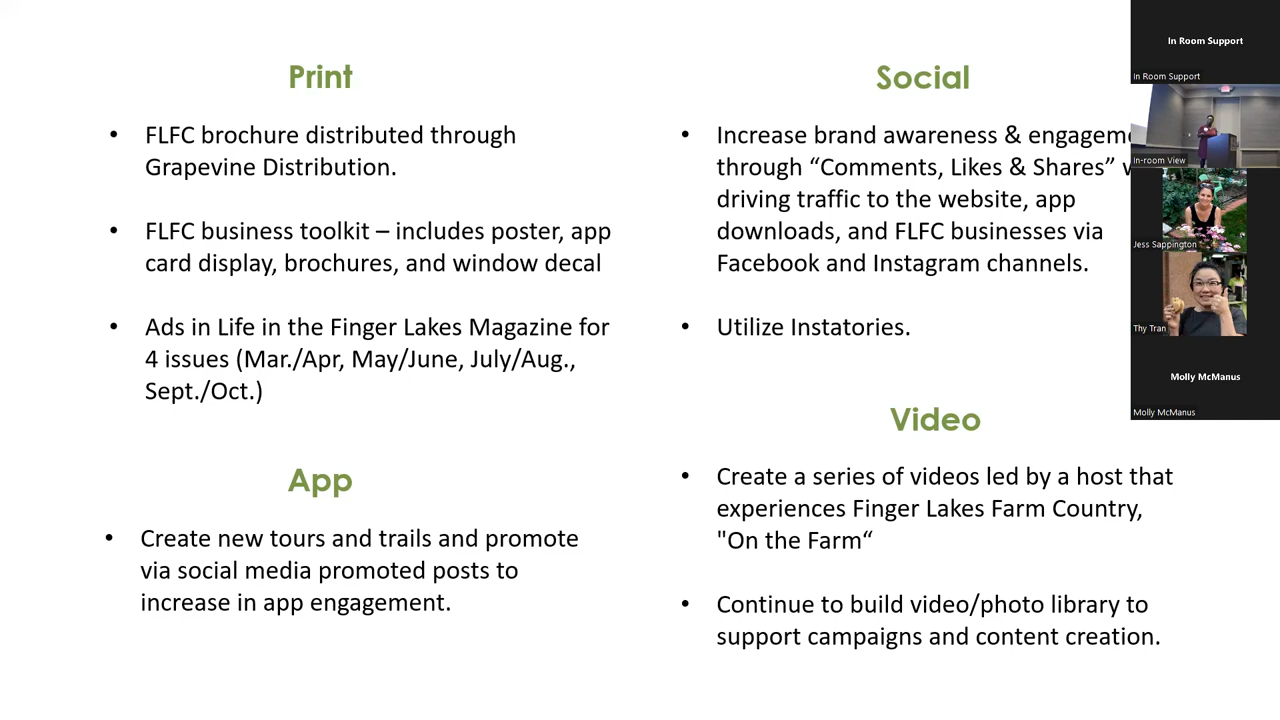 Print
• FLFC brochure distributed through
Grapevine Distribution.
• FLFC business toolkit – includes poster, app
card display, brochures, and window decal
• Ads in Life in the Finger Lakes Magazine for
4 issues (Mar./Apr, May/June, July/Aug.,
Sept./Oct.)
App
• Create new tours and trails and promote
via social media promoted posts to
increase in app engagement.
Social
• Increase brand awareness & engagem
through “Comments, Likes & Shares”
driving traffic to the website, app
downloads, and FLFC businesses via
Facebook and Instagram channels.
• Utilize Instatories.
Video
• Create a series of videos led by a host that
experiences Finger Lakes Farm Country,
"On the Farm“
• Continue to build video/photo library to
support campaigns and content creation.
In Room Support
In Room Support
In-room View
Jess Sappington
Thy Tran
Molly McManus
Molly McManus